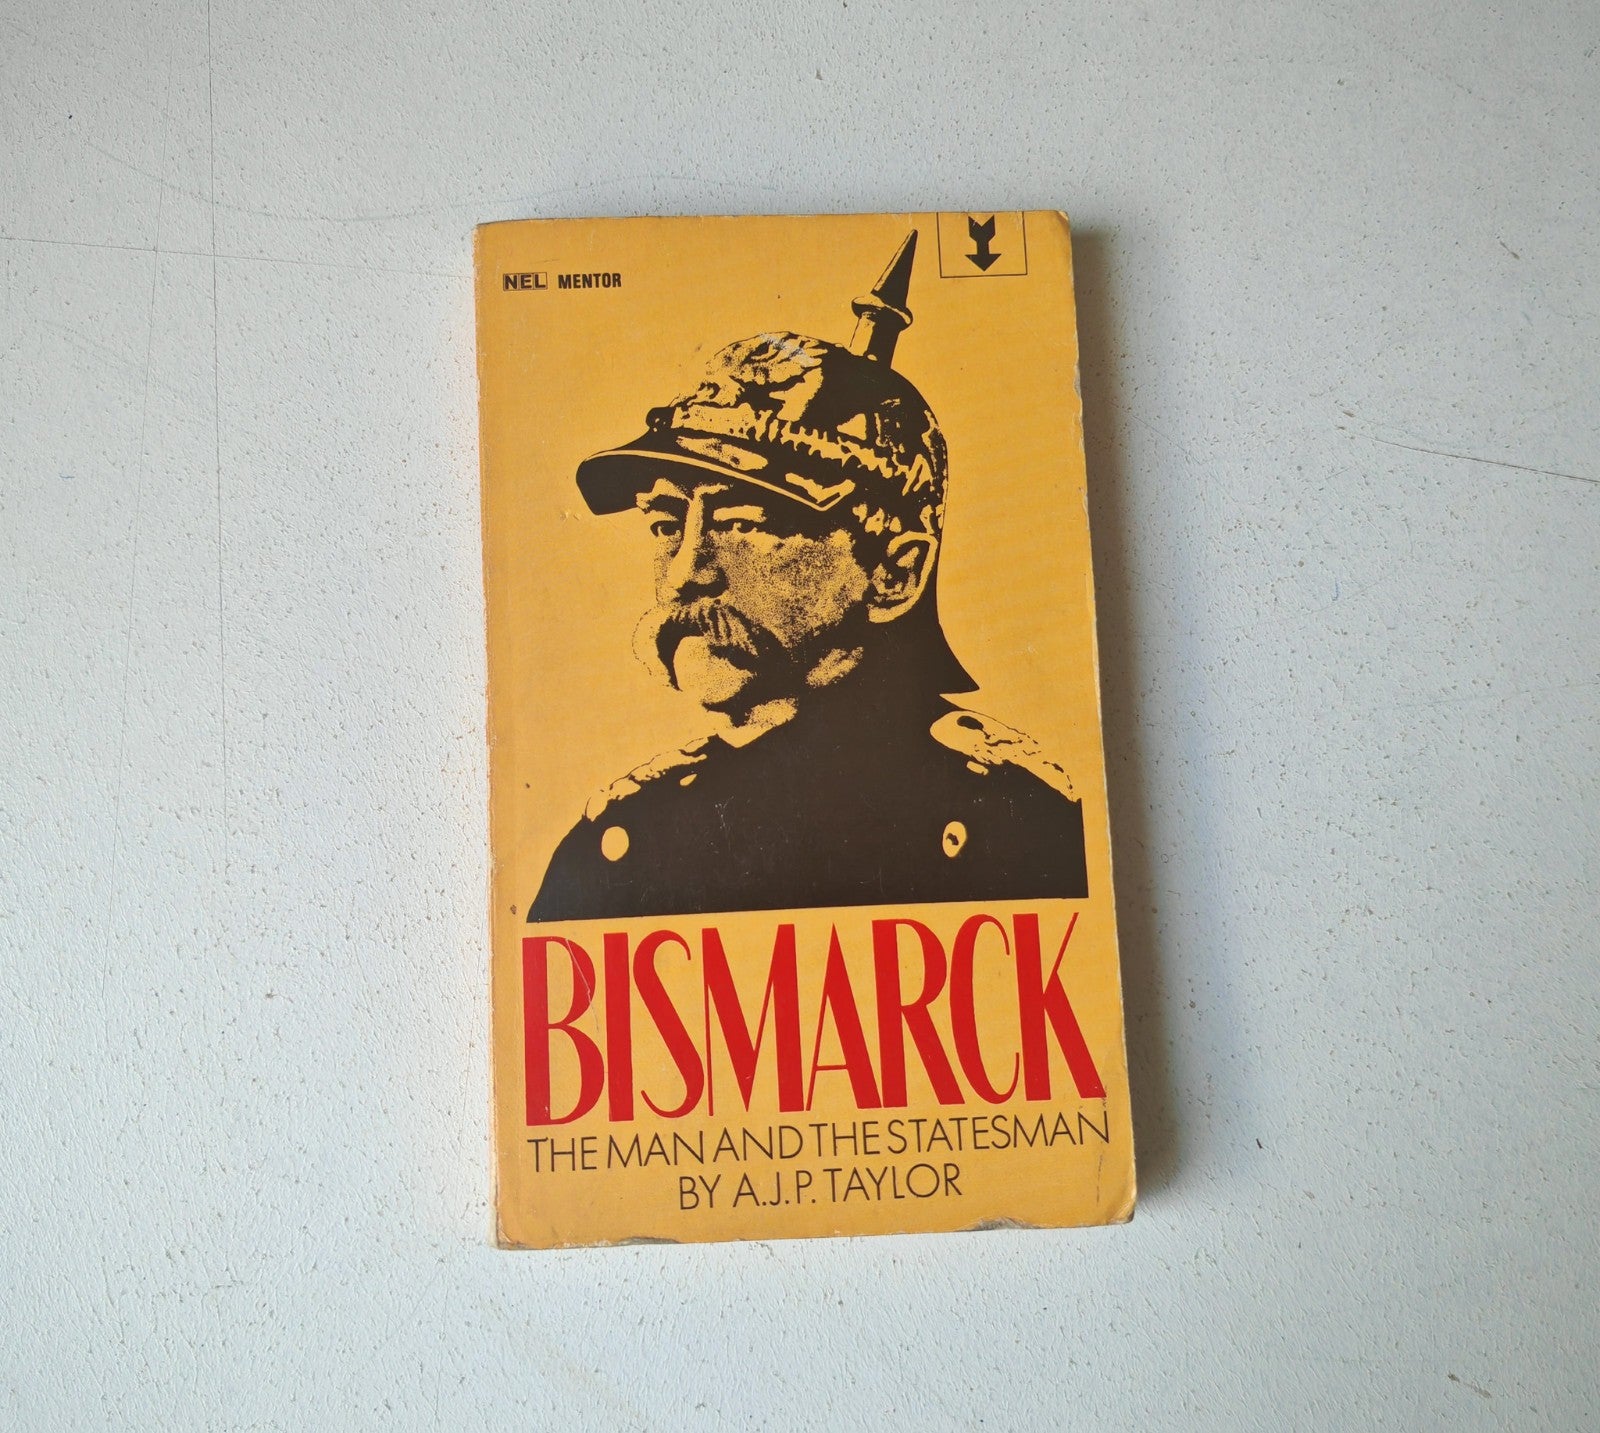 NEL MENTOR
BISMARCK
THE MAN AND THE STATESMAN
BY A.J.P. TAYLOR